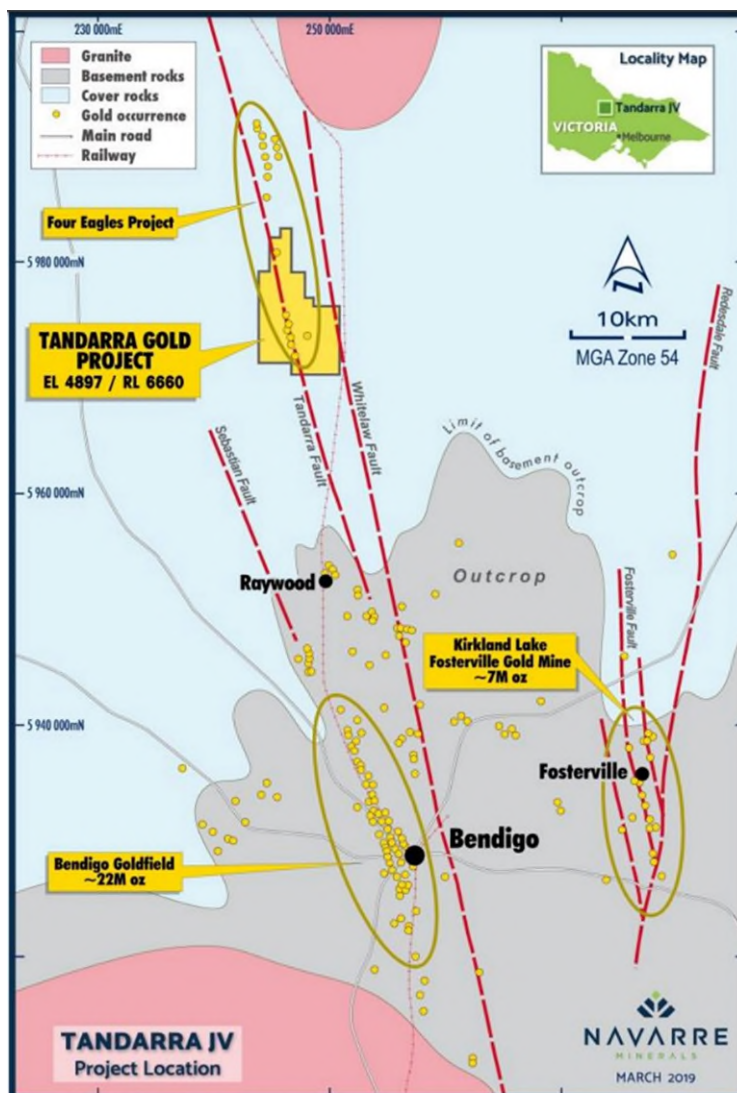 230 000mE
250 000mE
Granite
Basement rocks
Cover rocks
Gold occurrence
Main road
Railway
Locality Map
Tandarra JV
VICTORIA
Melbourne
Four Eagles Project
5 980 000mN
TANDARRA GOLD
PROJECT
EL 4897 / RL 6660
N
10km
MGA Zone 54
Redesdale Fault
Whitelaw Fault
Tandarra Fault
Sebastian Fault
Limit of basement outcrop
5 960 000mN
Raywood
Outcrop
Fosterville Fault
Kirkland Lake
Fosterville Gold Mine
~7M oz
5 940 000mN
Fosterville
Bendigo
Bendigo Goldfield
~22M oz
TANDARRA JV
Project Location
NAVARRE
MINERALS
MARCH 2019